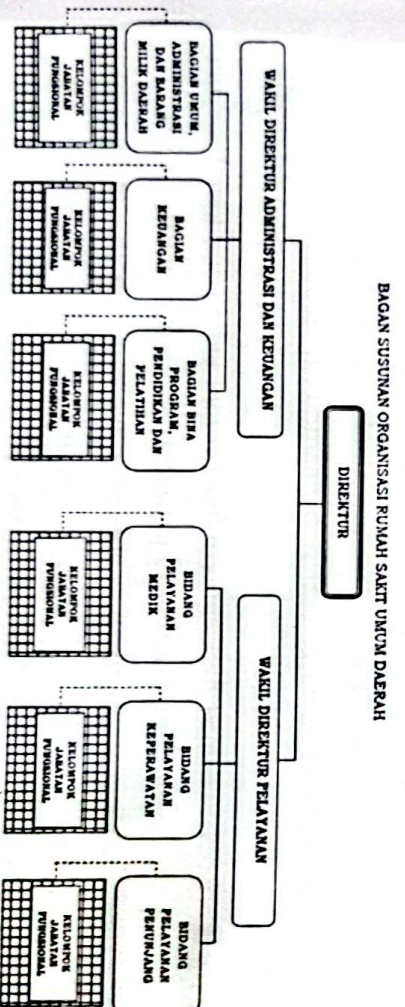 BAGAN SUSUNAN ORGANISASI RUMAH SAKIT UMUM DAERAH
DIREKTUR
WAKIL DIREKTUR ADMINISTRASI DAN KEUANGAN
WAKIL DIREKTUR PELAYANAN
BAGIAN UMUM,
ADMINISTRASI
DAN BARANG
MILIK DAERAH
BAGIAN
KEUANGAN
BAGIAN BINA
PROGRAM,
PENDIDIKAN DAN
PELATIHAN
BIDANG
PELAYANAN
MEDIK
BIDANG
PELAYANAN
KEPERAWATAN
BIDANG
PELAYANAN
PENUNJANG
KELOMPOK
JABATAN
FUNGSIONAL
KELOMPOK
JABATAN
FUNGSIONAL
KELOMPOK
JABATAN
FUNGSIONAL
KELOMPOK
JABATAN
FUNGSIONAL
KELOMPOK
JABATAN
FUNGSIONAL
KELOMPOK
JABATAN
FUNGSIONAL